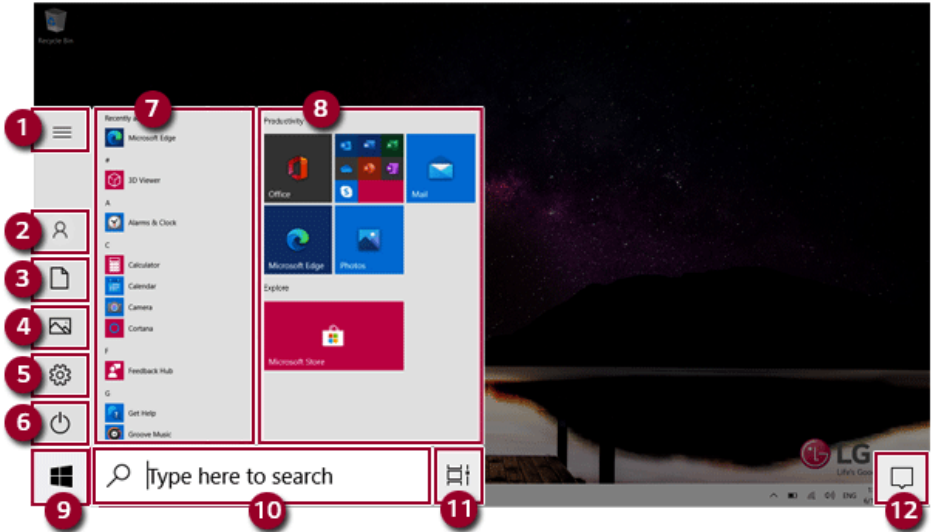 Recycle Bin
1
2
3
4
5
6
7
8
9
10
11
12
Recently
Microsoft Edge
#
3D Viewer
A
Alarms & Clock
C
Calculator
Calendar
Camera
Cortana
F
Feedback Hub
G
Get Help
Groove Music
Productivity
Office
Mail
Microsoft Edge
Photos
Explore
Microsoft Store
Type here to search
LG
Life's
ENG